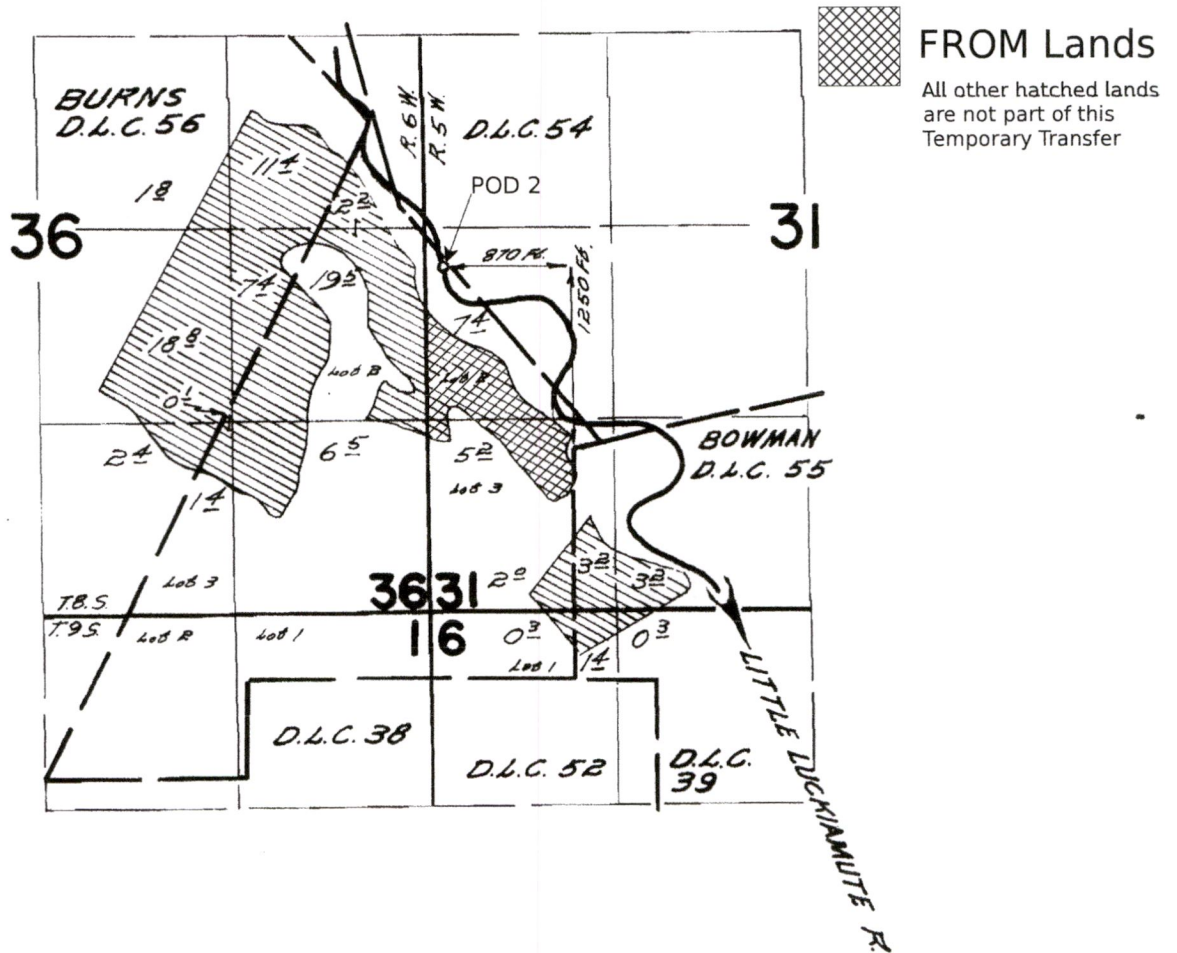 FROM Lands
All other hatched lands
are not part of this
Temporary Transfer
BURNS
D.L.C. 56
R. 6 W.
R. 5 W.
D.L.C. 54
11 4
1 8
2 2
POD 2
36
31
870 Ft.
1250 Ft.
7 4
19 5
7 4
18 8
Lot 2
Lot 2
0 1
2 4
6 5
5 2
BOWMAN
D.L.C. 55
1 4
Lot 3
Lot 3
36 31
2 0
3 2
3 2
T.8.S.
T.9.S.
Lot 2
Lot 1
1 6
0 3
0 3
Lot 1
1 4
D.L.C. 38
D.L.C. 52
D.L.C.
39
LITTLE LUCKIAMUTE R.